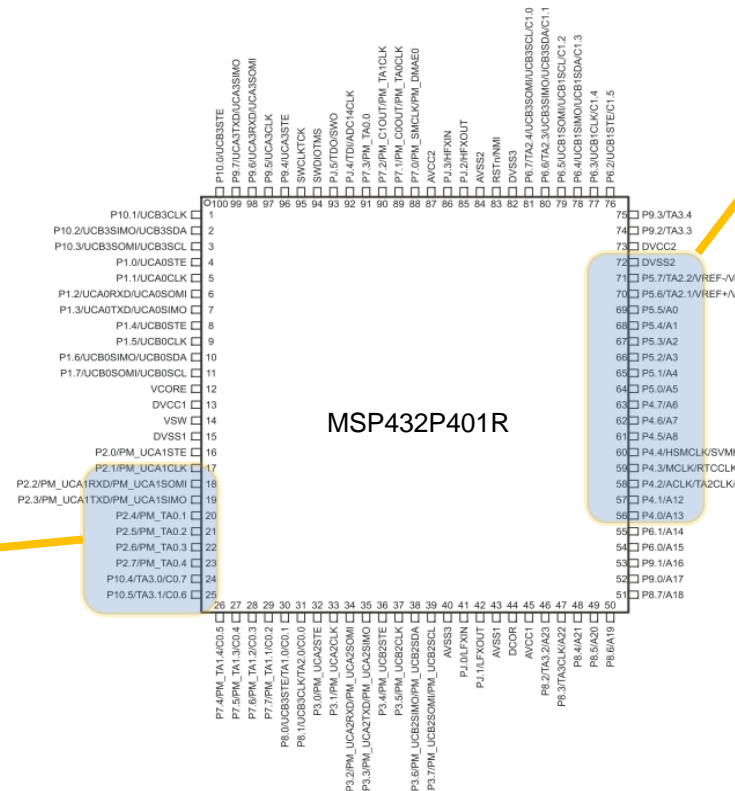 P10.0/UCB3STE
P9.7/UCA3TXD/UCA3SIMO
P9.6/UCA3RXD/UCA3SOMI
P9.5/UCA3CLK
P9.4/UCA3STE
SWCLKTCK
SWDIOTMS
PJ.5/TDO/SWO
PJ.4/TDI/ADC14CLK
P7.3/PM_TA0.0
P7.2/PM_C1OUT/PM_TA1CLK
P7.1/PM_C0OUT/PM_TA0CLK
P7.0/PM_SMCLK/PM_DMAE0
AVCC2
PJ.3/HFXIN
PJ.2/HFXOUT
AVSS2
RSTn/NMI
DVSS3
P6.7/TA2.4/UCB3SOMI/UCB3SCL/C1.0
P6.6/TA2.3/UCB3SIMO/UCB3SDA/C1.1
P6.5/UCB1SOMI/UCB1SCL/C1.2
P6.4/UCB1SIMO/UCB1SDA/C1.3
P6.3/UCB1CLK/C1.4
P6.2/UCB1STE/C1.5
100 99 98 97 96 95 94 93 92 91 90 89 88 87 86 85 84 83 82 81 80 79 78 77 76
P10.1/UCB3CLK 1
P10.2/UCB3SIMO/UCB3SDA 2
P10.3/UCB3SOMI/UCB3SCL 3
P1.0/UCA0STE 4
P1.1/UCA0CLK 5
P1.2/UCA0RXD/UCA0SOMI 6
P1.3/UCA0TXD/UCA0SIMO 7
P1.4/UCB0STE 8
P1.5/UCB0CLK 9
P1.6/UCB0SIMO/UCB0SDA 10
P1.7/UCB0SOMI/UCB0SCL 11
VCORE 12
DVCC1 13
VSW 14
DVSS1 15
P2.0/PM_UCA1STE 16
P2.1/PM_UCA1CLK 17
P2.2/PM_UCA1RXD/PM_UCA1SOMI 18
P2.3/PM_UCA1TXD/PM_UCA1SIMO 19
P2.4/PM_TA0.1 20
P2.5/PM_TA0.2 21
P2.6/PM_TA0.3 22
P2.7/PM_TA0.4 23
P10.4/TA3.0/C0.7 24
P10.5/TA3.1/C0.6 25
MSP432P401R
75 P9.3/TA3.4
74 P9.2/TA3.3
73 DVCC2
72 DVSS2
71 P5.7/TA2.2/VREF-/V
70 P5.6/TA2.1/VREF+/V
69 P5.5/A0
68 P5.4/A1
67 P5.3/A2
66 P5.2/A3
65 P5.1/A4
64 P5.0/A5
63 P4.7/A6
62 P4.6/A7
61 P4.5/A8
60 P4.4/HSMCLK/SVMH
59 P4.3/MCLK/RTCCLK
58 P4.2/ACLK/TA2CLK/
57 P4.1/A12
56 P4.0/A13
55 P6.1/A14
54 P6.0/A15
53 P9.1/A16
52 P9.0/A17
51 P8.7/A18
26 27 28 29 30 31 32 33 34 35 36 37 38 39 40 41 42 43 44 45 46 47 48 49 50
P7.4/PM_TA1.4/C0.5
P7.5/PM_TA1.3/C0.4
P7.6/PM_TA1.2/C0.3
P7.7/PM_TA1.1/C0.2
P8.0/UCB3STE/TA1.0/C0.1
P8.1/UCB3CLK/TA2.0/C0.0
P3.0/PM_UCA2STE
P3.1/PM_UCA2CLK
P3.2/PM_UCA2RXD/PM_UCA2SOMI
P3.3/PM_UCA2TXD/PM_UCA2SIMO
P3.4/PM_UCB2STE
P3.5/PM_UCB2CLK
P3.6/PM_UCB2SIMO/PM_UCB2SDA
P3.7/PM_UCB2SOMI/PM_UCB2SCL
AVSS3
PJ.0/LFXIN
PJ.1/LFXOUT
AVSS1
DCOR
AVCC1
P8.2/TA3.2/A23
P8.3/TA3CLK/A22
P8.4/A21
P8.5/A20
P8.6/A19